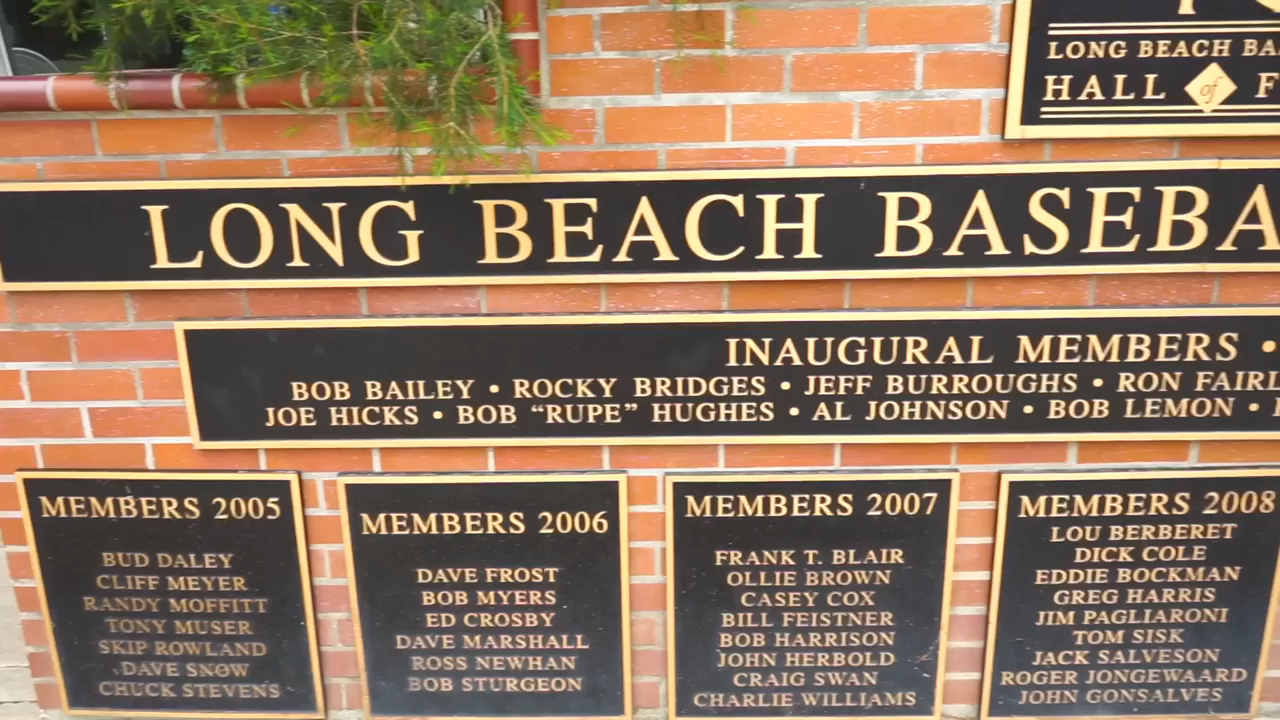 LONG BEACH
HALL of
LONG BEACH
INAUGURAL MEMBERS •
BOB BAILEY • ROCKY BRIDGES • JEFF BURROUGHS • RON
JOE HICKS • BOB “RUPE” HUGHES • AL JOHNSON • BOB LEMON •
MEMBERS 2005
BUD DALEY
CLIFF MEYER
RANDY MOFFITT
TONY MUSER
SKIP ROWLAND
DAVE SNOW
CHUCK STEVENS
MEMBERS 2006
DAVE FROST
BOB MYERS
ED CROSBY
DAVE MARSHALL
ROSS NEWHAN
BOB STURGEON
MEMBERS 2007
FRANK T. BLAIR
OLLIE BROWN
CASEY COX
BILL FEISTNER
BOB HARRISON
JOHN HERBOLD
CRAIG SWAN
CHARLIE WILLIAMS
MEMBERS 2008
LOU BERBERET
DICK COLE
EDDIE BOCKMAN
GREG HARRIS
JIM PAGLIARONI
TOM SISK
JACK SALVESON
ROGER JONGEWAARD
JOHN GONSALVES